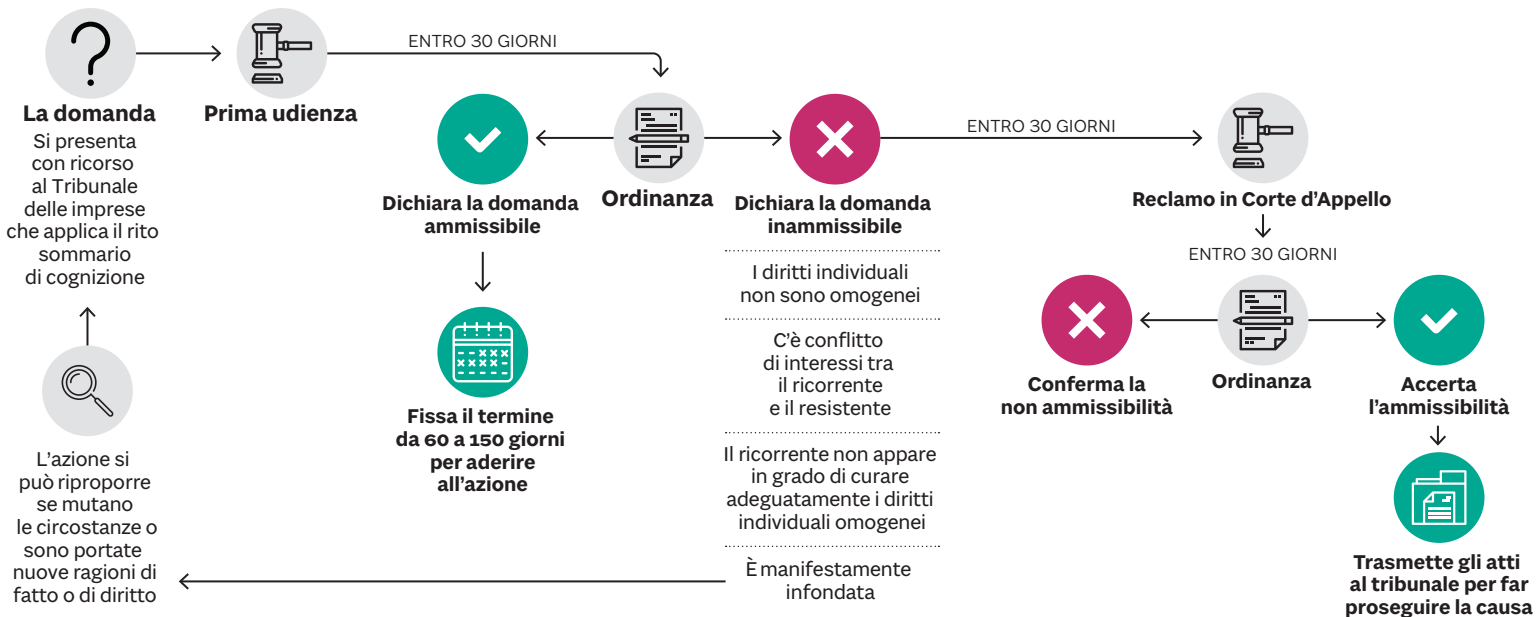 La domanda
Si presenta
con ricorso
al Tribunale
delle imprese
che applica il rito
sommario
di cognizione
Prima udienza
ENTRO 30 GIORNI
Ordinanza
Dichiara la domanda
ammissibile
Fissa il termine
da 60 a 150 giorni
per aderire
all’azione
Dichiara la domanda
inammissibile
I diritti individuali
non sono omogenei
C’è conflitto
di interessi tra
il ricorrente
e il resistente
Il ricorrente non appare
in grado di curare
adeguatamente i diritti
individuali omogenei
È manifestamente
infondata
L’azione si
può riproporre
se mutano
le circostanze o
sono portate
nuove ragioni di
fatto o di diritto
ENTRO 30 GIORNI
Reclamo in Corte d’Appello
ENTRO 30 GIORNI
Ordinanza
Conferma la
non ammissibilità
Accerta
l’ammissibilità
Trasmette gli atti
al tribunale per far
proseguire la causa